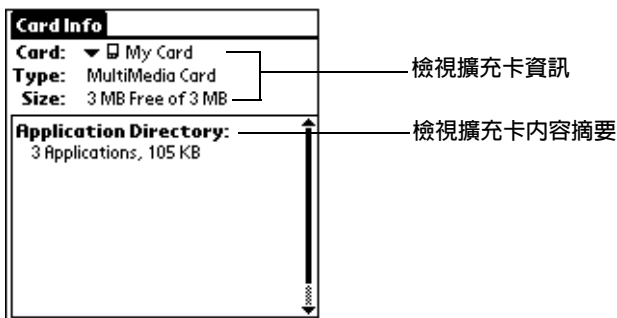 Card Info
Card: My Card
Type: MultiMedia Card
Size: 3 MB Free of 3 MB
檢視擴充卡資訊
Application Directory:
檢視擴充卡內容摘要
3 Applications, 105 KB